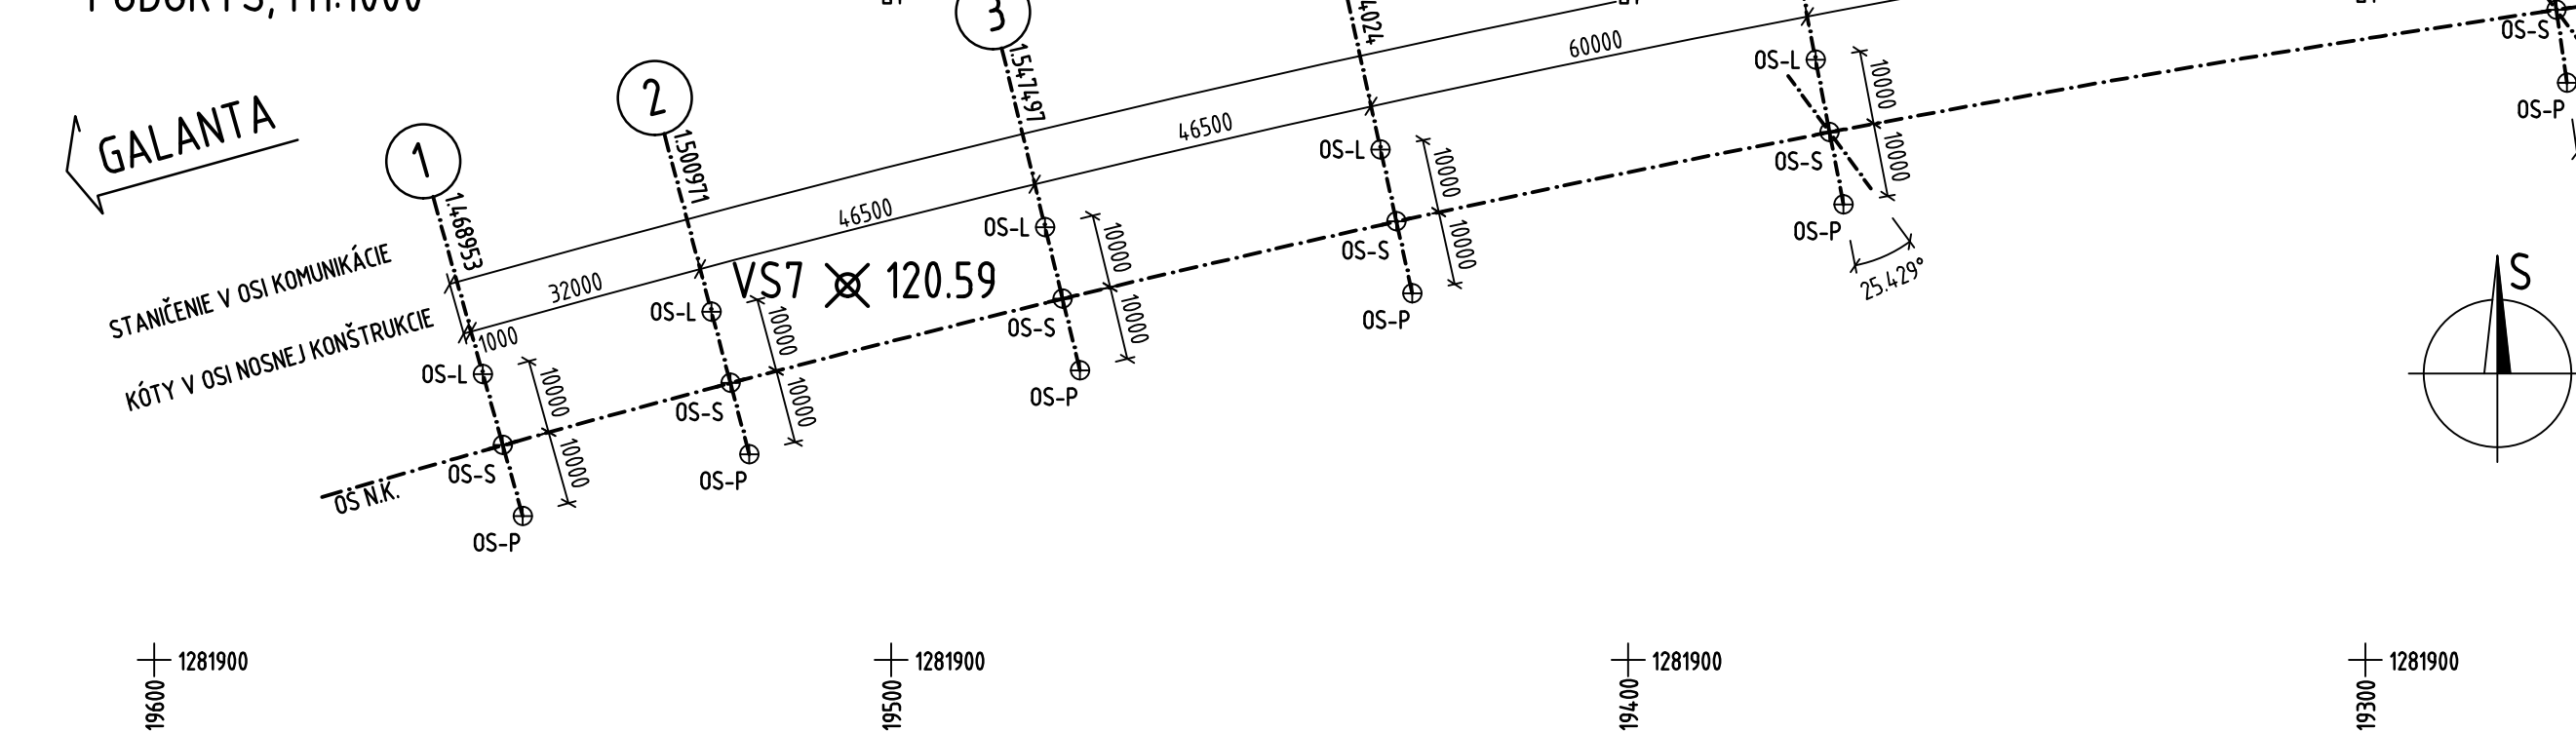 GALANTA
1
2
3
1.468953
1.500971
1.547497
4024
STANIČENIE V OSI KOMUNIKÁCIE
KÓTY V OSI NOSNEJ KONŠTRUKCIE
1000
32000
46500
46500
60000
VS7 120.59
OS-L
OS-S
OS-P
10000
10000
OS-L
OS-S
OS-P
10000
10000
OS-L
OS-S
OS-P
10000
10000
OS-L
OS-S
OS-P
10000
10000
OS-L
OS-S
OS-P
10000
10000
25.429°
OS-S
OS-P
OS N.K.
S
1281900
1281900
1281900
1281900
19600
19500
19400
19300